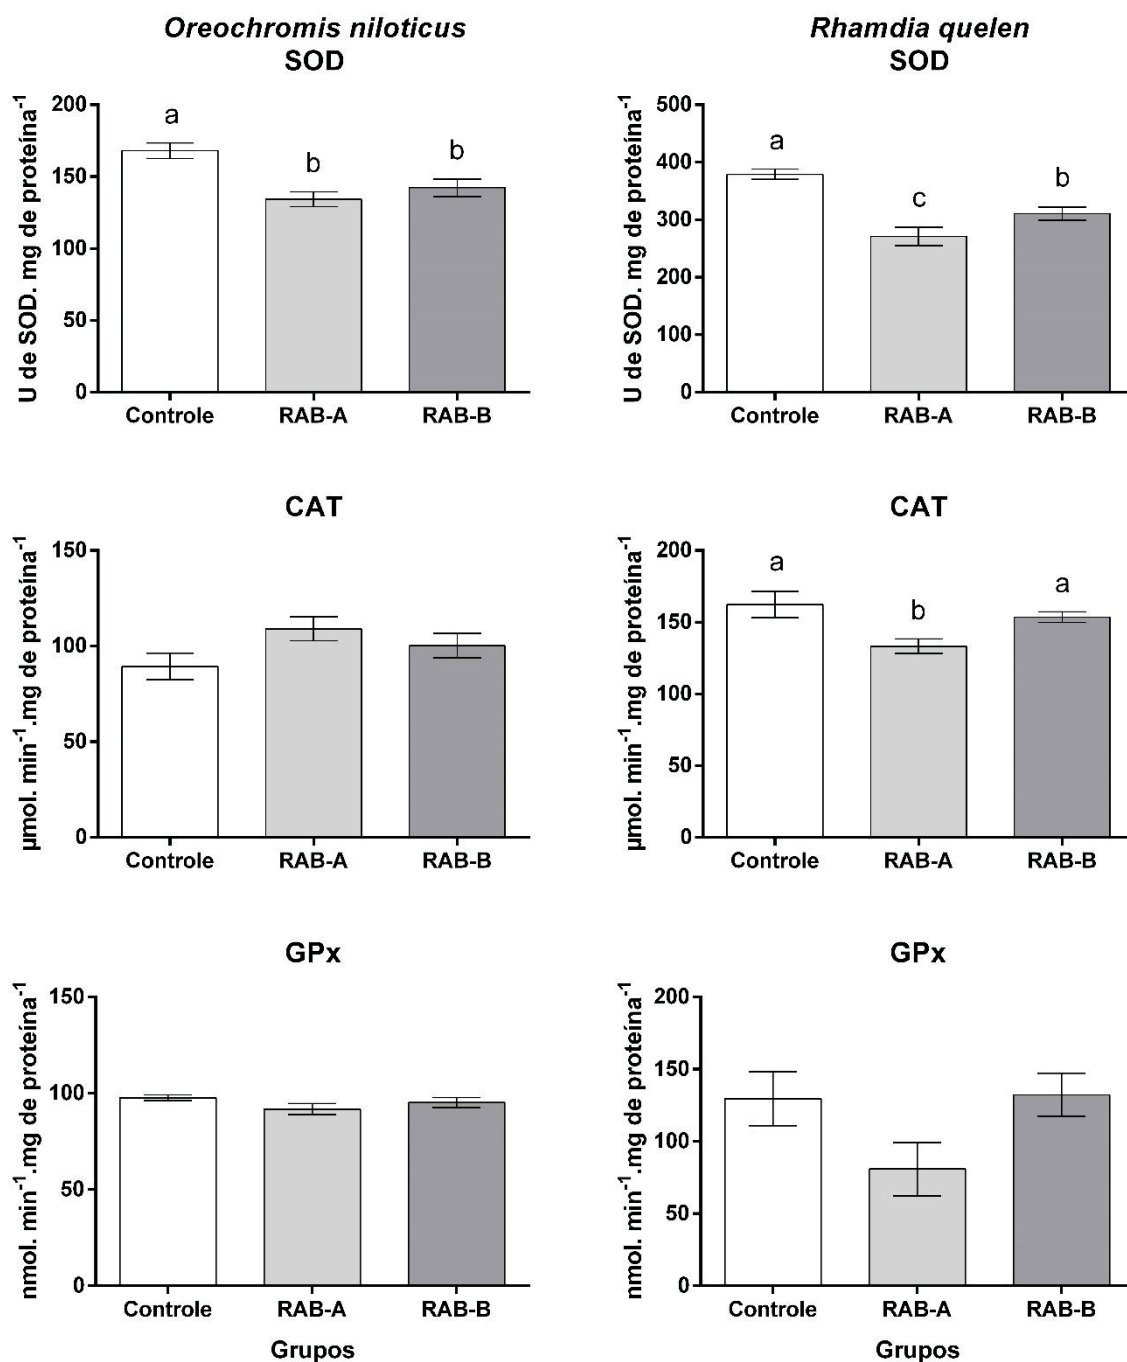 Oreochromis niloticus
SOD
U de SOD. mg de proteína⁻¹
200
150
100
50
0
a
b
b
Controle RAB-A RAB-B
Rhamdia quelen
SOD
U de SOD. mg de proteína⁻¹
500
400
300
200
100
0
a
c
b
Controle RAB-A RAB-B
CAT
µmol. min⁻¹.mg de proteína⁻¹
150
100
50
0
Controle RAB-A RAB-B
CAT
µmol. min⁻¹.mg de proteína⁻¹
200
150
100
50
0
a
b
a
Controle RAB-A RAB-B
GPx
nmol. min⁻¹.mg de proteína⁻¹
150
100
50
0
Controle RAB-A RAB-B
Grupos
GPx
nmol. min⁻¹.mg de proteína⁻¹
200
150
100
50
0
Controle RAB-A RAB-B
Grupos